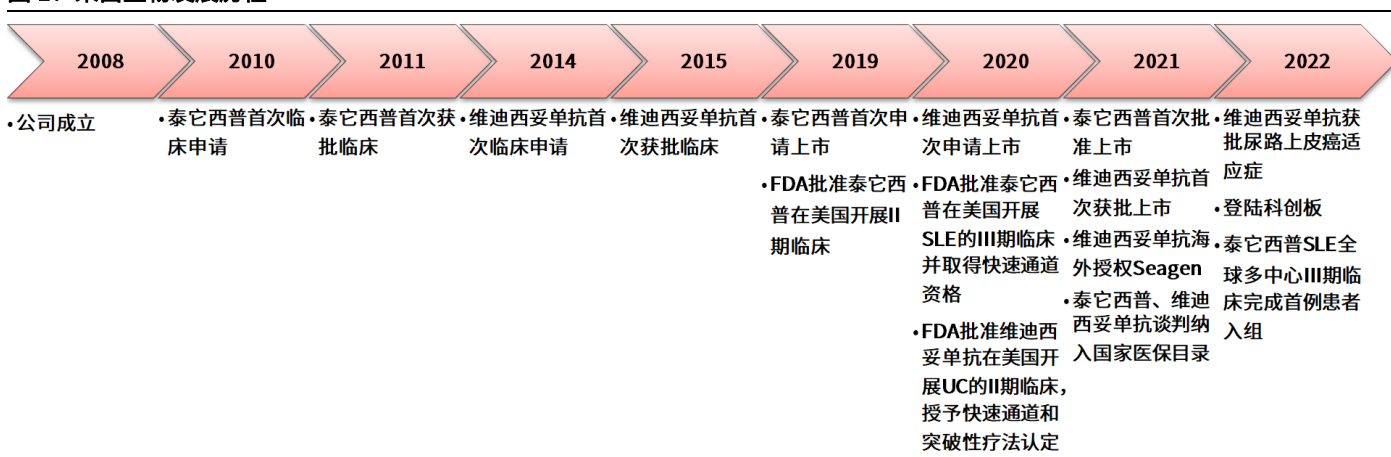 2008
2010
2011
2014
2015
2019
2020
2021
2022
•公司成立
•泰它西普首次临
床申请
•泰它西普首次获
批临床
•维迪西妥单抗首
次临床申请
•维迪西妥单抗首
次获批临床
•泰它西普首次申
请上市
•FDA批准泰它西
普在美国开展II
期临床
•维迪西妥单抗首
次申请上市
•FDA批准泰它西
普在美国开展
SLE的III期临床
并取得快速通道
资格
•FDA批准维迪西
妥单抗在美国开
展UC的II期临床，
授予快速通道和
突破性疗法认定
•泰它西普首次批
准上市
•维迪西妥单抗首
次获批上市
•维迪西妥单抗海
外授权Seagen
•泰它西普、维迪
西妥单抗谈判纳
入国家医保目录
•维迪西妥单抗获
批尿路上皮癌适
应症
•登陆科创板
•泰它西普SLE全
球多中心III期临
床完成首例患者
入组